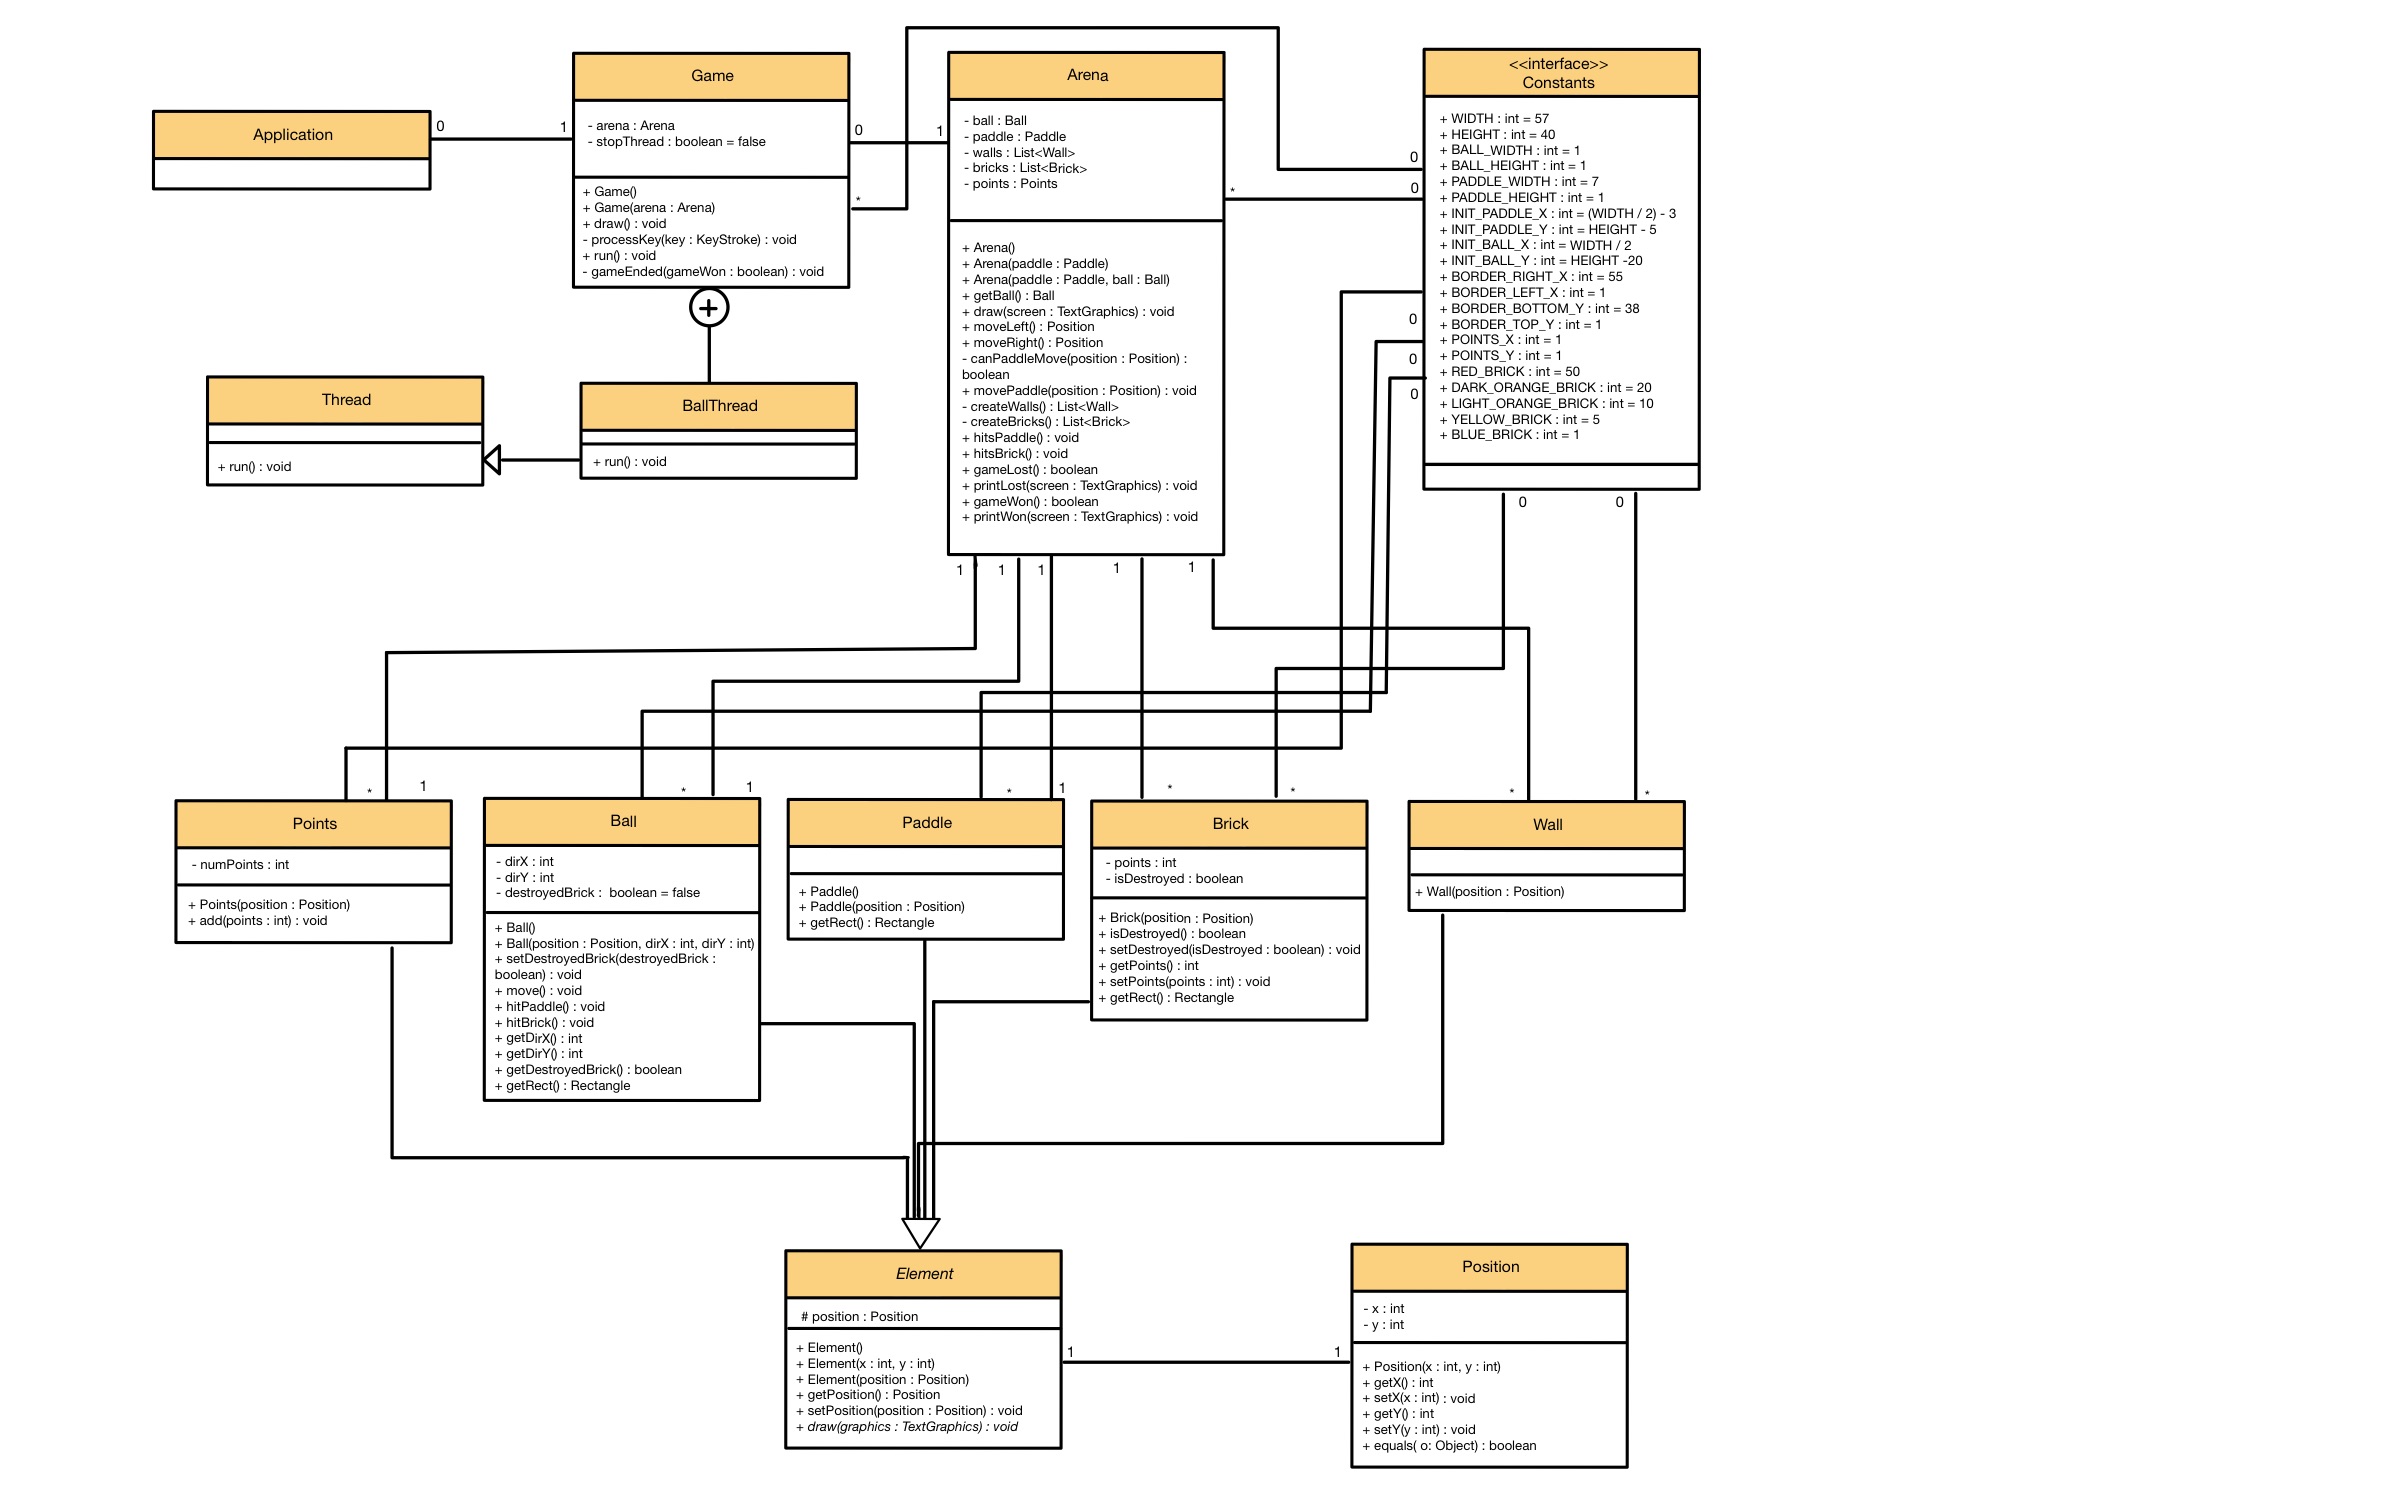 Application
0
1
Game
- arena : Arena
- stopThread : boolean = false
+ Game()
+ Game(arena : Arena)
+ draw() : void
- processKey(key : KeyStroke) : void
+ run() : void
- gameEnded(gameWon : boolean) : void
0
1
*
+
Thread
+ run() : void
BallThread
+ run() : void
Arena
- ball : Ball
- paddle : Paddle
- walls : List<Wall>
- bricks : List<Brick>
- points : Points
+ Arena()
+ Arena(paddle : Paddle)
+ Arena(paddle : Paddle, ball : Ball)
+ getBall() : Ball
+ draw(screen : TextGraphics) : void
+ moveLeft() : Position
+ moveRight() : Position
- canPaddleMove(position : Position) :
boolean
+ movePaddle(position : Position) : void
- createWalls() : List<Wall>
- createBricks() : List<Brick>
+ hitsPaddle() : void
+ hitsBrick() : void
+ gameLost() : boolean
+ printLost(screen : TextGraphics) : void
+ gameWon() : boolean
+ printWon(screen : TextGraphics) : void
*
0
0
0
0
0
<<interface>>
Constants
+ WIDTH : int = 57
+ HEIGHT : int = 40
+ BALL_WIDTH : int = 1
+ BALL_HEIGHT : int = 1
+ PADDLE_WIDTH : int = 7
+ PADDLE_HEIGHT : int = 1
+ INIT_PADDLE_X : int = (WIDTH / 2) - 3
+ INIT_PADDLE_Y : int = HEIGHT - 5
+ INIT_BALL_X : int = WIDTH / 2
+ INIT_BALL_Y : int = HEIGHT -20
+ BORDER_RIGHT_X : int = 55
+ BORDER_LEFT_X : int = 1
+ BORDER_BOTTOM_Y : int = 38
+ BORDER_TOP_Y : int = 1
+ POINTS_X : int = 1
+ POINTS_Y : int = 1
+ RED_BRICK : int = 50
+ DARK_ORANGE_BRICK : int = 20
+ LIGHT_ORANGE_BRICK : int = 10
+ YELLOW_BRICK : int = 5
+ BLUE_BRICK : int = 1
0
0
1
1
1
1
1
*
1
*
1
*
1
*
*
*
*
Points
- numPoints : int
+ Points(position : Position)
+ add(points : int) : void
Ball
- dirX : int
- dirY : int
- destroyedBrick :  boolean = false
+ Ball()
+ Ball(position : Position, dirX : int, dirY : int)
+ setDestroyedBrick(destroyedBrick :
boolean) : void
+ move() : void
+ hitPaddle() : void
+ hitBrick() : void
+ getDirX() : int
+ getDirY() : int
+ getDestroyedBrick() : boolean
+ getRect() : Rectangle
Paddle
+ Paddle()
+ Paddle(position : Position)
+ getRect() : Rectangle
Brick
- points : int
- isDestroyed : boolean
+ Brick(position : Position)
+ isDestroyed() : boolean
+ setDestroyed(isDestroyed : boolean) : void
+ getPoints() : int
+ setPoints(points : int) : void
+ getRect() : Rectangle
Wall
+ Wall(position : Position)
Element
# position : Position
+ Element()
+ Element(x : int, y : int)
+ Element(position : Position)
+ getPosition() : Position
+ setPosition(position : Position) : void
+ draw(graphics : TextGraphics) : void
1
1
Position
- x : int
- y : int
+ Position(x : int, y : int)
+ getX() : int
+ setX(x : int) : void
+ getY() : int
+ setY(y : int) : void
+ equals( o: Object) : boolean